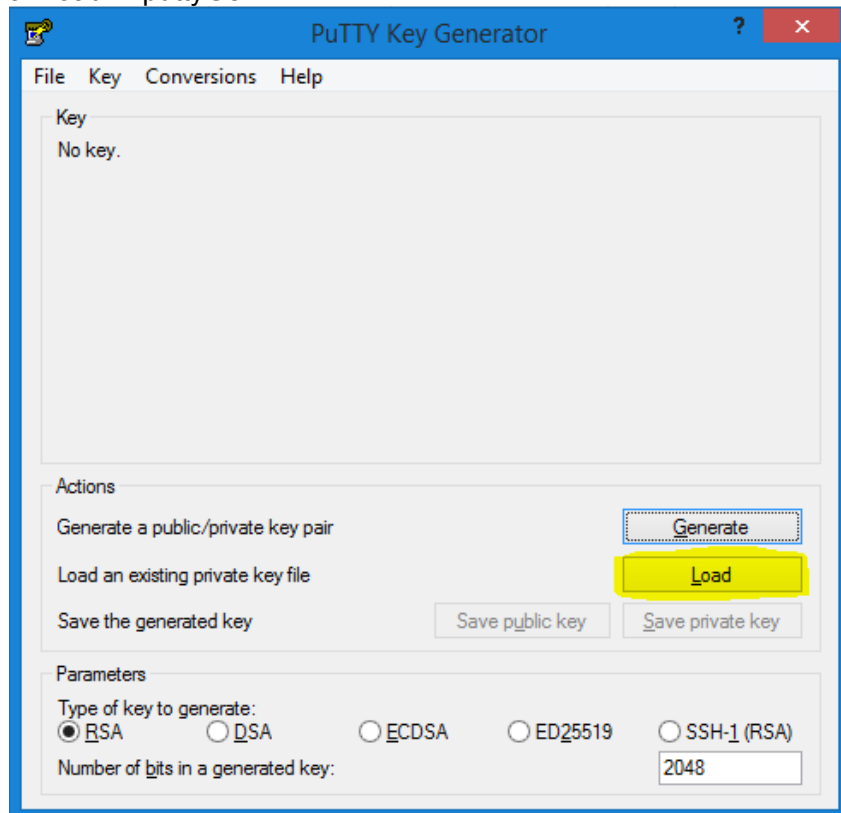 PuTTY Key Generator
?
×
File Key Conversions Help
Key
No key.
Actions
Generate a public/private key pair Generate
Load an existing private key file Load
Save the generated key Save public key Save private key
Parameters
Type of key to generate:
RSA DSA ECDSA ED25519 SSH-1 (RSA)
Number of bits in a generated key: 2048